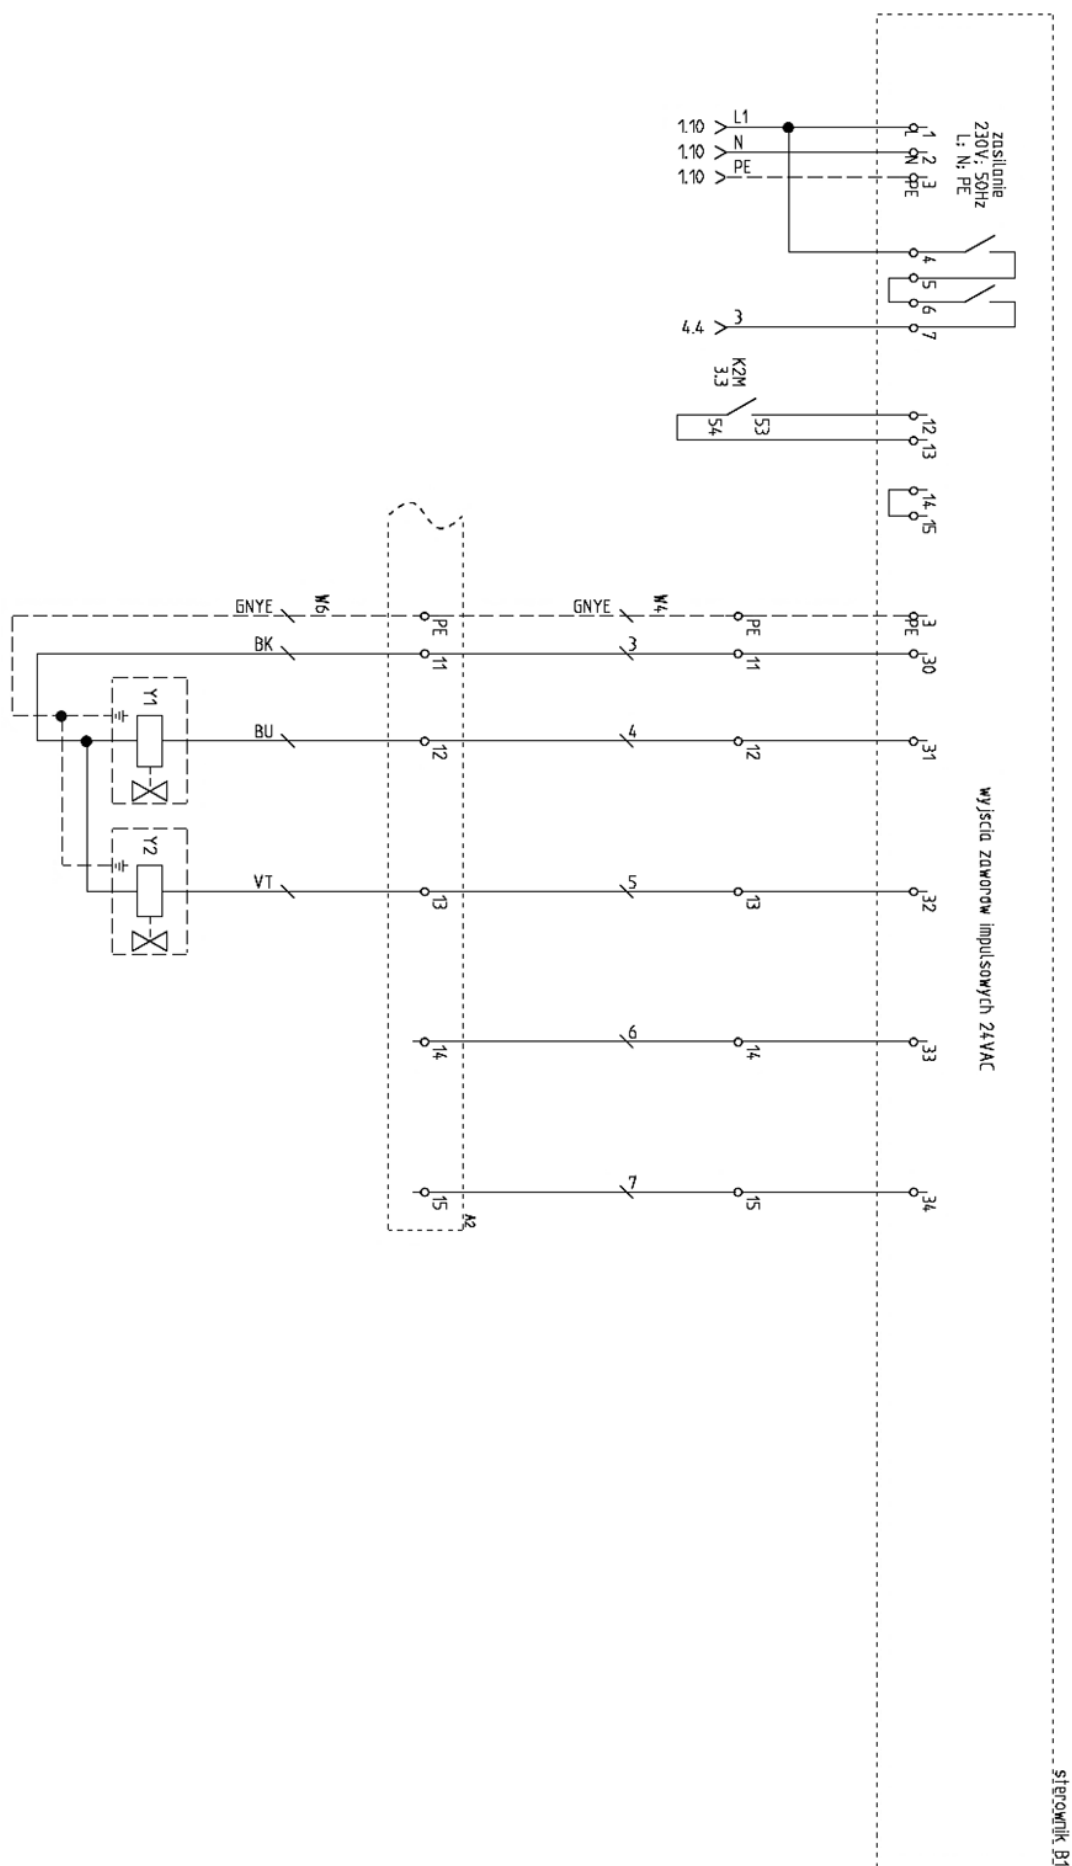 sterownik B1
zasilanie
230V; 50Hz
L; N; PE
1.10
L1
1
L
1.10
N
2
N
1.10
PE
3
PE
4
5
6
4.4
3
7
K2M
3.3
54
53
12
13
14
15
GNYE
W6
PE
GNYE
W4
PE
3
PE
BK
11
3
11
30
Y1
BU
12
4
12
31
wyjścia zaworów impulsowych 24VAC
Y2
VT
13
5
13
32
14
6
14
33
15
7
15
34
A2